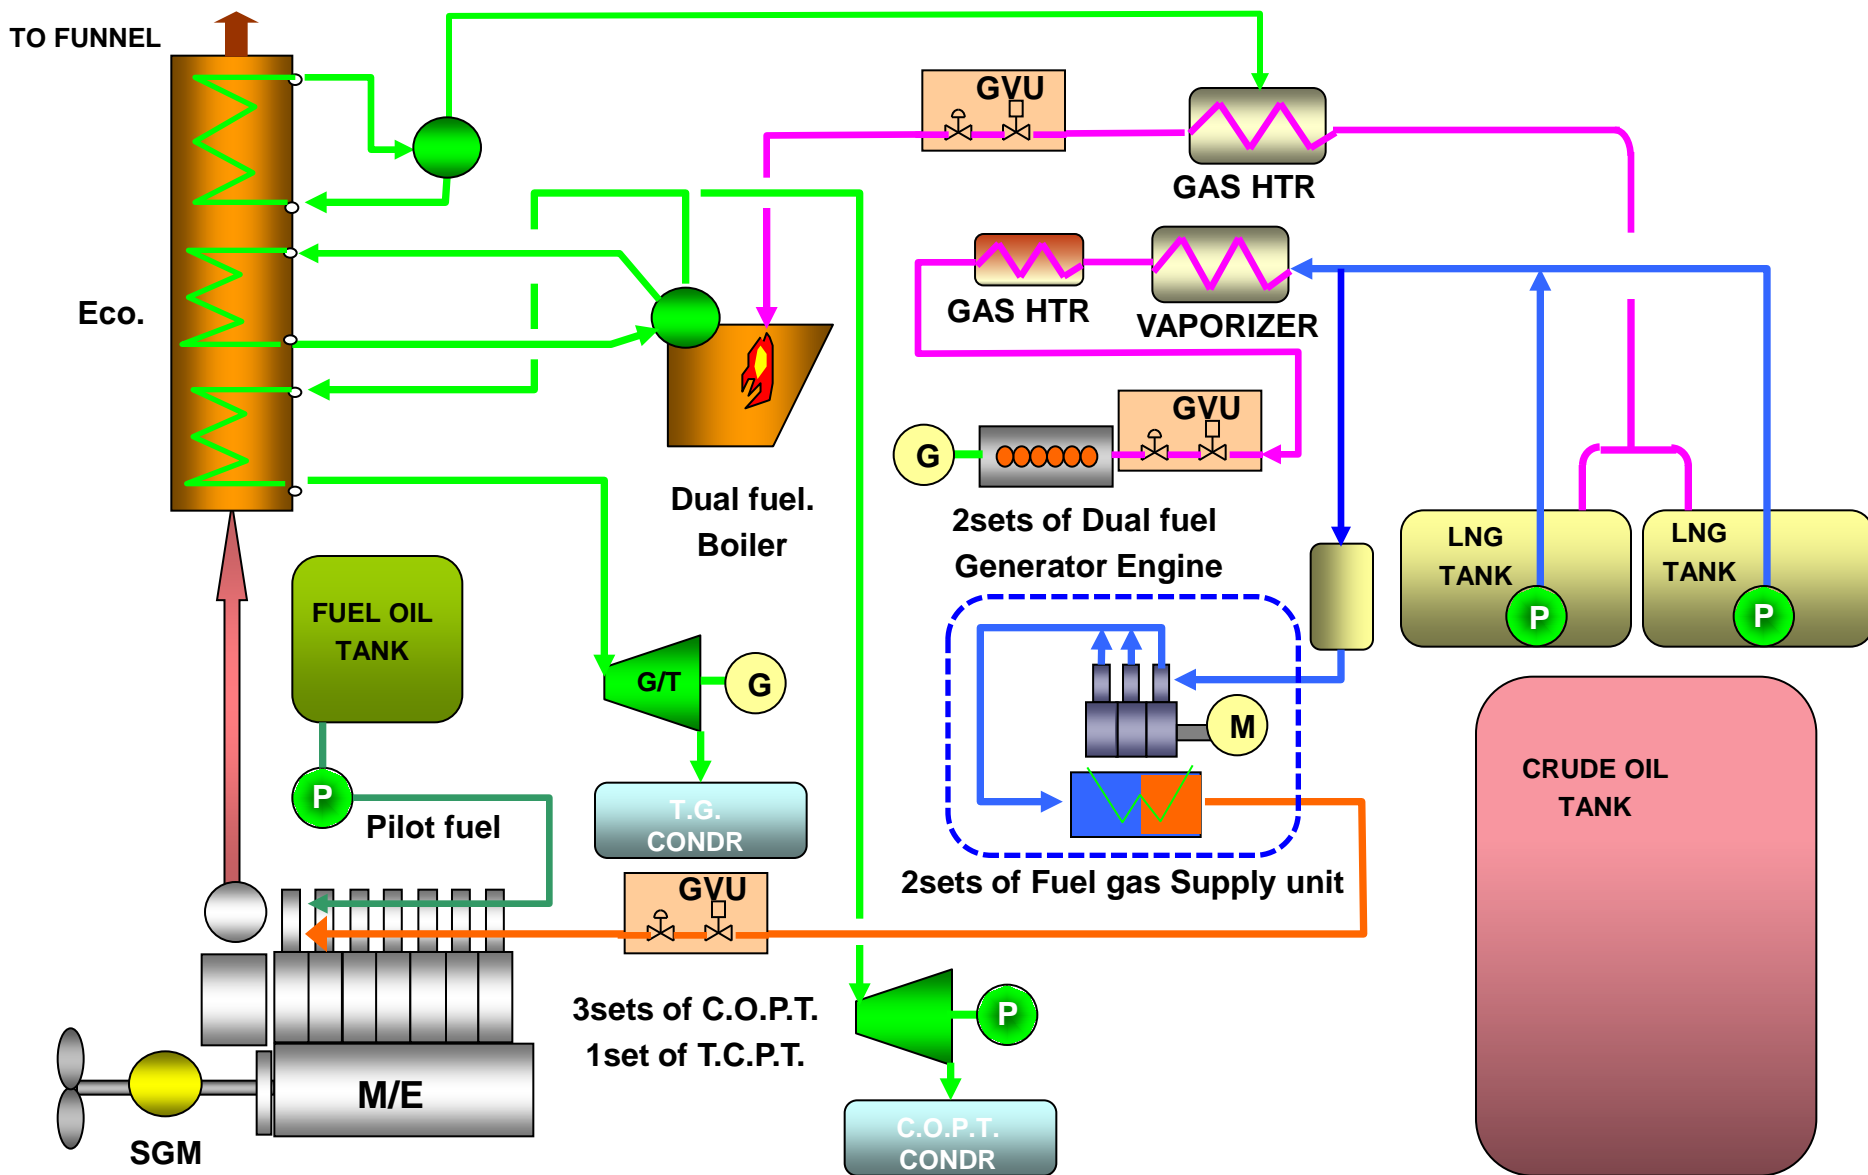 TO FUNNEL
GVU
GAS HTR
Eco.
GAS HTR
VAPORIZER
GVU
G
Dual fuel.
Boiler
2sets of Dual fuel
Generator Engine
LNG
TANK
P
LNG
TANK
P
FUEL OIL
TANK
G/T
G
M
P
Pilot fuel
T.G.
CONDR
CRUDE OIL
TANK
2sets of Fuel gas Supply unit
GVU
3sets of C.O.P.T.
1set of T.C.P.T.
P
M/E
SGM
C.O.P.T.
CONDR